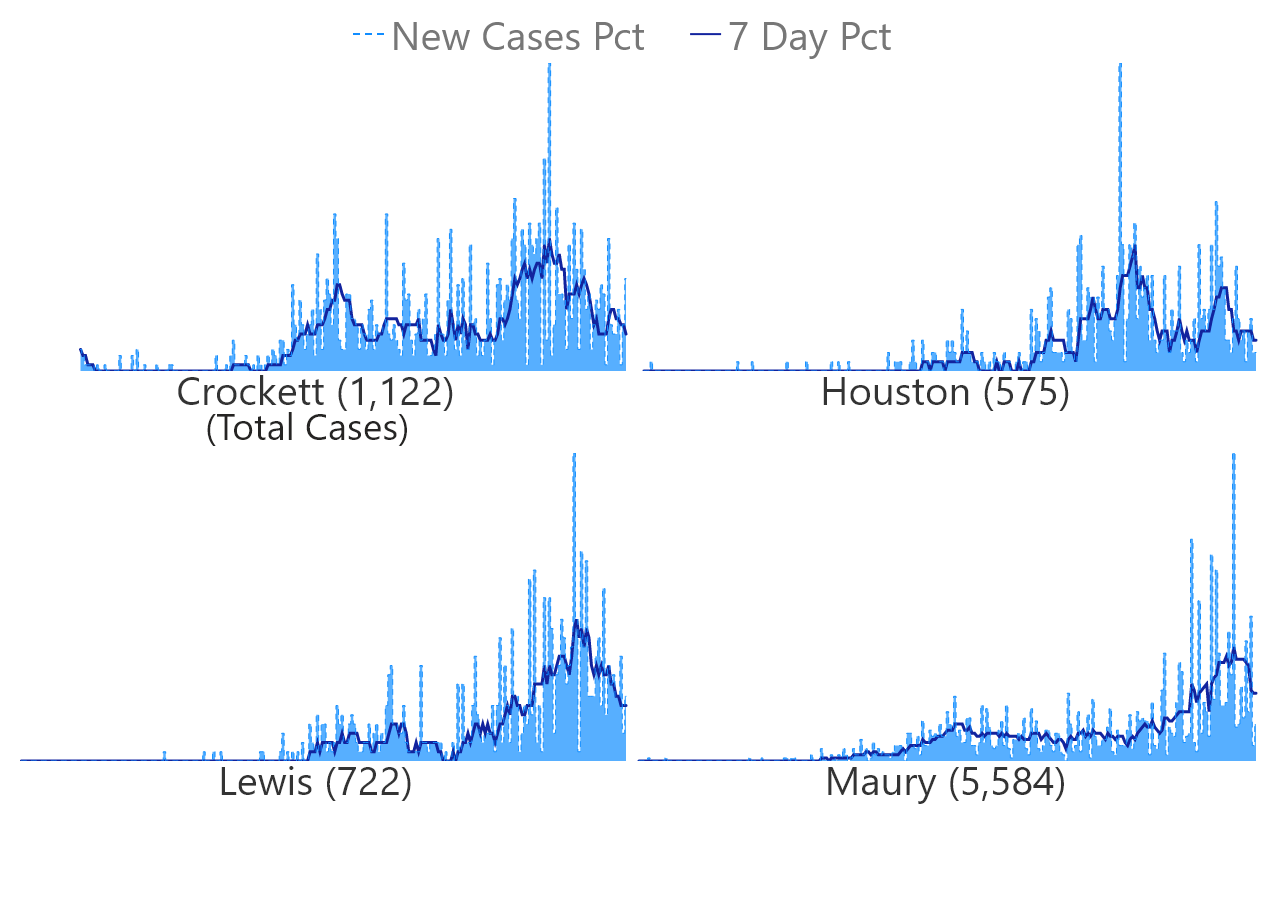 New Cases Pct 7 Day Pct
Crockett (1,122) Houston (575)
(Total Cases)
Lewis (722) Maury (5,584)